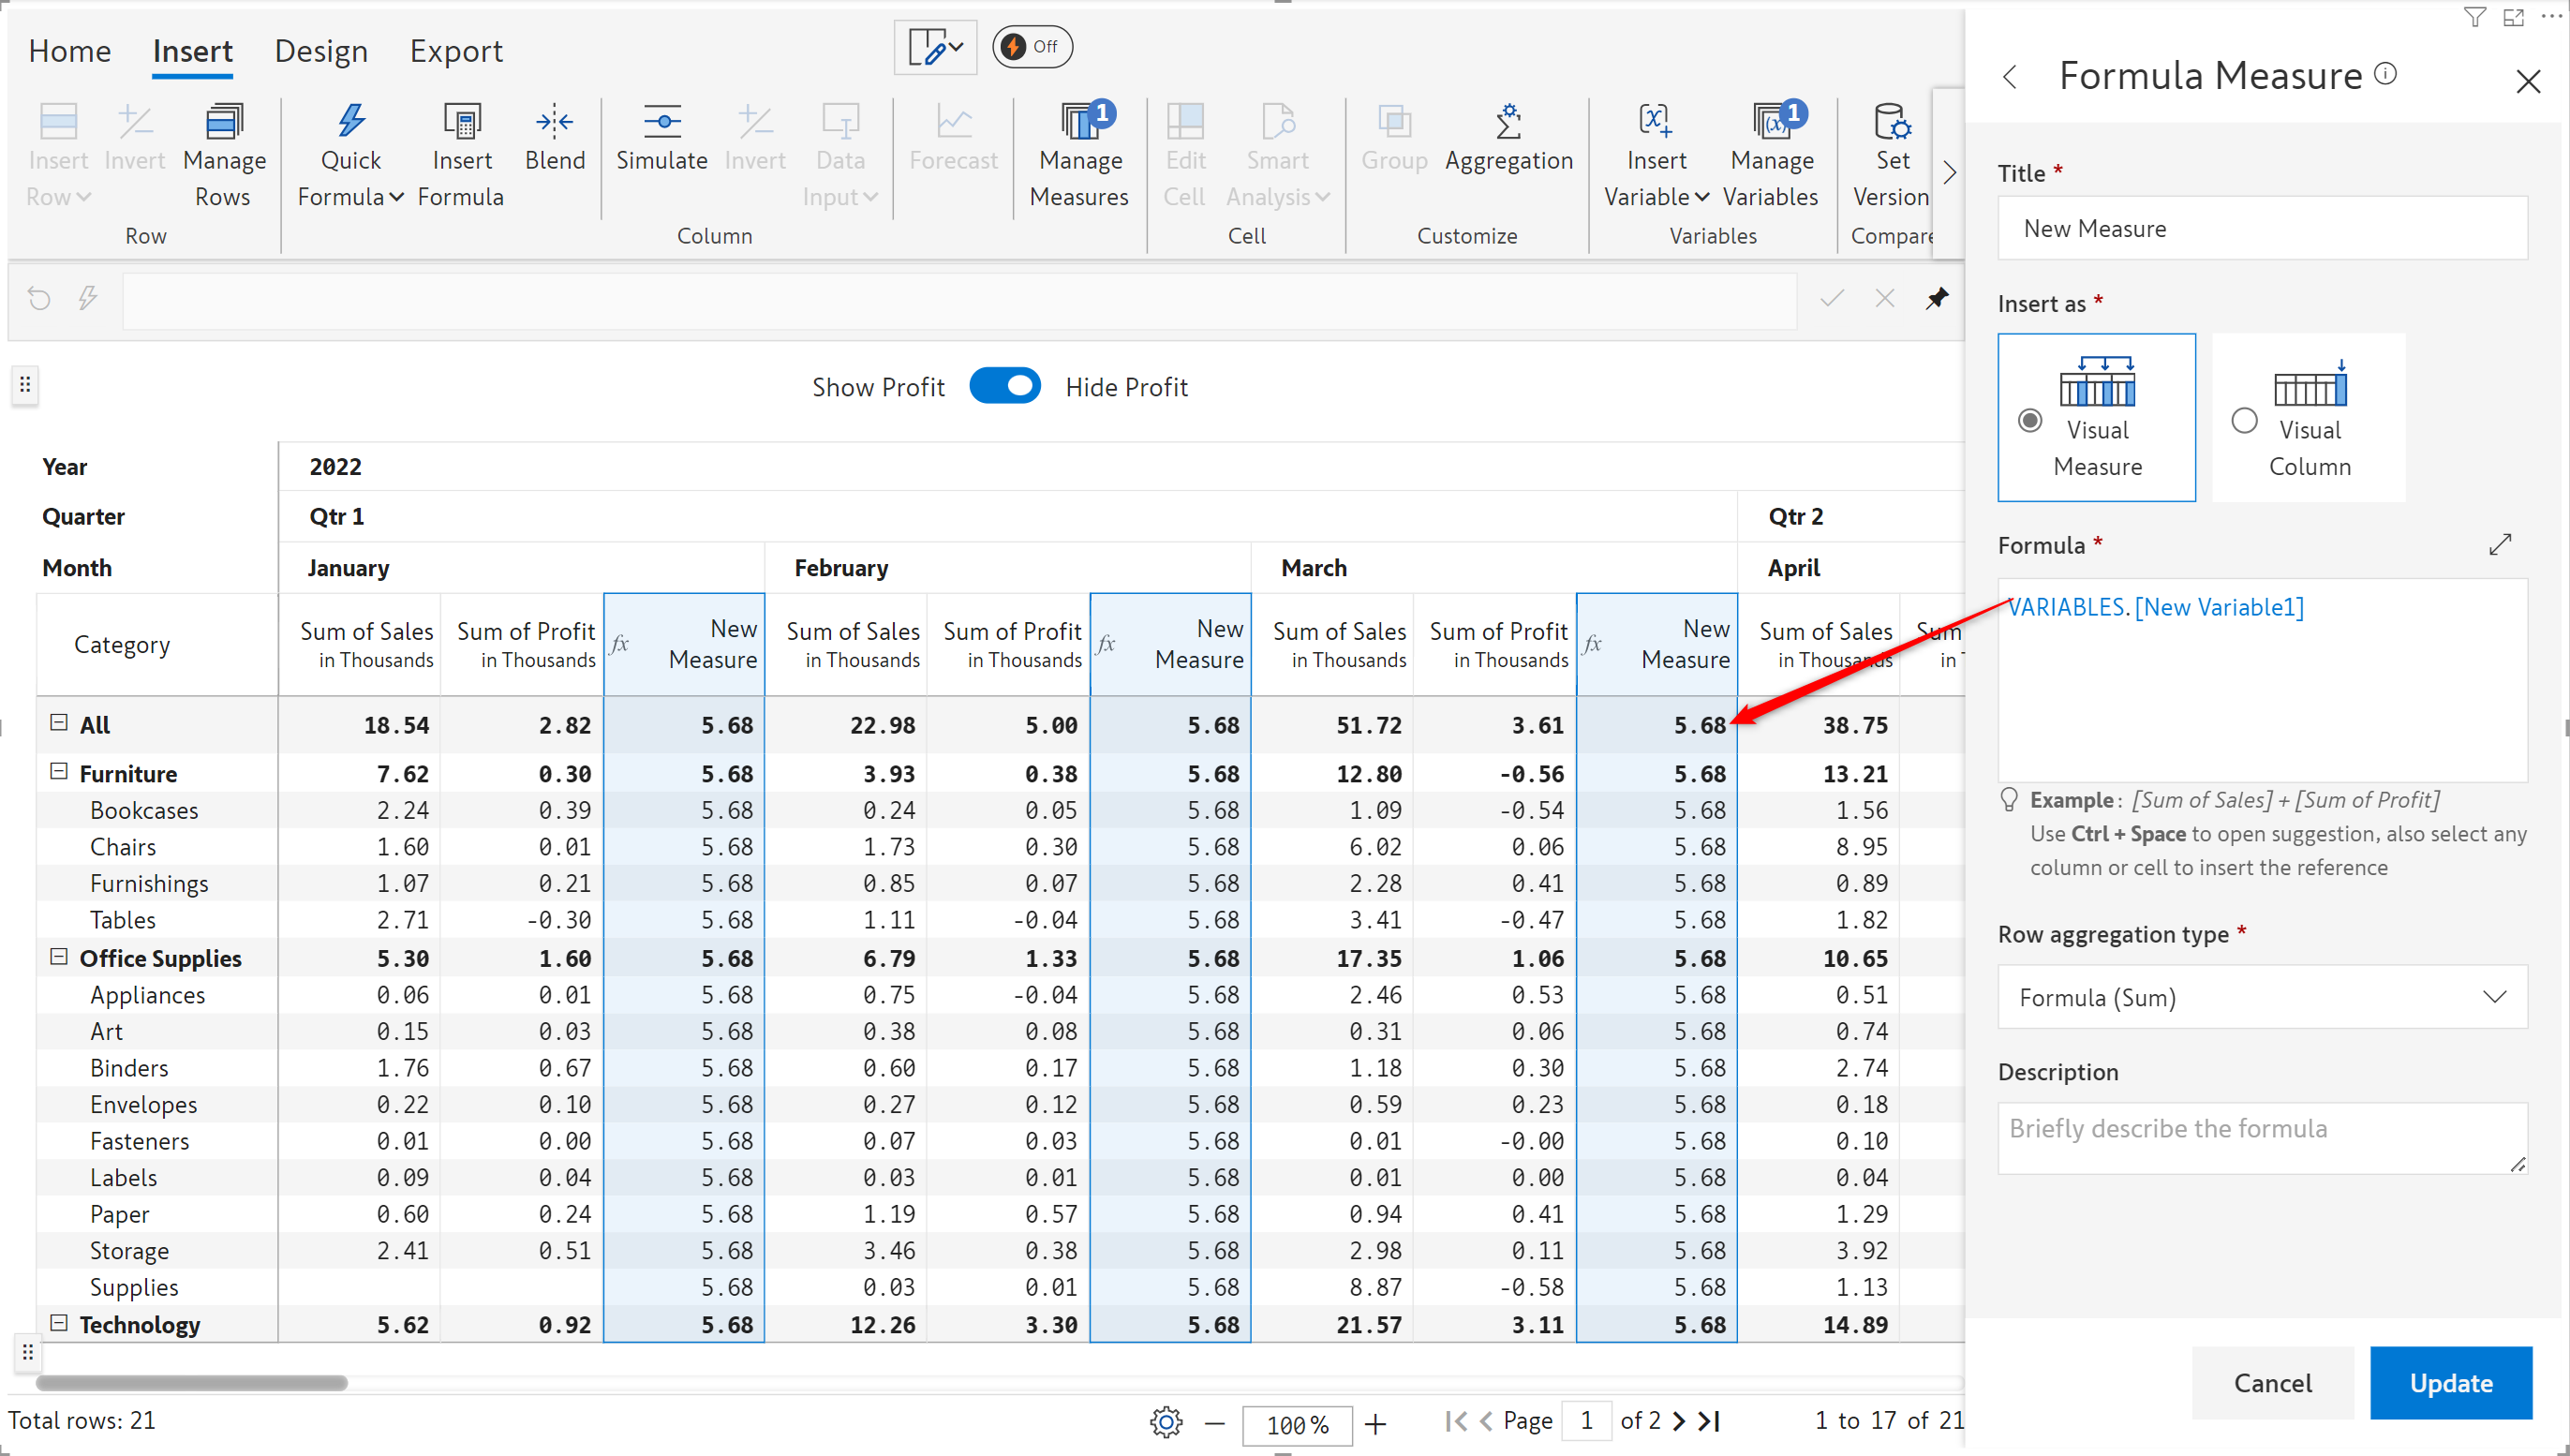 Home Insert Design Export Off
Insert Row Invert Manage Rows Quick Formula Insert Formula Blend Simulate Invert Data Input Forecast Manage Measures 1 Edit Cell Smart Analysis Group Aggregation Insert Variable Manage Variables 1 Set Version
Row Column Cell Customize Variables Compare
Show Profit Hide Profit
Year 2022
Quarter Qtr 1 Qtr 2
Month January February March April
Category Sum of Sales in Thousands Sum of Profit in Thousands fx New Measure Sum of Sales in Thousands Sum of Profit in Thousands fx New Measure Sum of Sales in Thousands Sum of Profit in Thousands fx New Measure Sum of Sales in Thousands Sum in
All 18.54 2.82 5.68 22.98 5.00 5.68 51.72 3.61 5.68 38.75
Furniture 7.62 0.30 5.68 3.93 0.38 5.68 12.80 -0.56 5.68 13.21
Bookcases 2.24 0.39 5.68 0.24 0.05 5.68 1.09 -0.54 5.68 1.56
Chairs 1.60 0.01 5.68 1.73 0.30 5.68 6.02 0.06 5.68 8.95
Furnishings 1.07 0.21 5.68 0.85 0.07 5.68 2.28 0.41 5.68 0.89
Tables 2.71 -0.30 5.68 1.11 -0.04 5.68 3.41 -0.47 5.68 1.82
Office Supplies 5.30 1.60 5.68 6.79 1.33 5.68 17.35 1.06 5.68 10.65
Appliances 0.06 0.01 5.68 0.75 -0.04 5.68 2.46 0.53 5.68 0.51
Art 0.15 0.03 5.68 0.38 0.08 5.68 0.31 0.06 5.68 0.74
Binders 1.76 0.67 5.68 0.60 0.17 5.68 1.18 0.30 5.68 2.74
Envelopes 0.22 0.10 5.68 0.27 0.12 5.68 0.59 0.23 5.68 0.18
Fasteners 0.01 0.00 5.68 0.07 0.03 5.68 0.01 -0.00 5.68 0.10
Labels 0.09 0.04 5.68 0.03 0.01 5.68 0.01 0.00 5.68 0.04
Paper 0.60 0.24 5.68 1.19 0.57 5.68 0.94 0.41 5.68 1.29
Storage 2.41 0.51 5.68 3.46 0.38 5.68 2.98 0.11 5.68 3.92
Supplies 5.68 0.03 0.01 5.68 8.87 -0.58 5.68 1.13
Technology 5.62 0.92 5.68 12.26 3.30 5.68 21.57 3.11 5.68 14.89
Total rows: 21 100% Page 1 of 2 1 to 17 of 21
Formula Measure
Title *
New Measure
Insert as *
Visual Measure Visual Column
Formula *
VARIABLES.[New Variable1]
Example: [Sum of Sales] + [Sum of Profit]
Use Ctrl + Space to open suggestion, also select any
column or cell to insert the reference
Row aggregation type *
Formula (Sum)
Description
Briefly describe the formula
Cancel Update